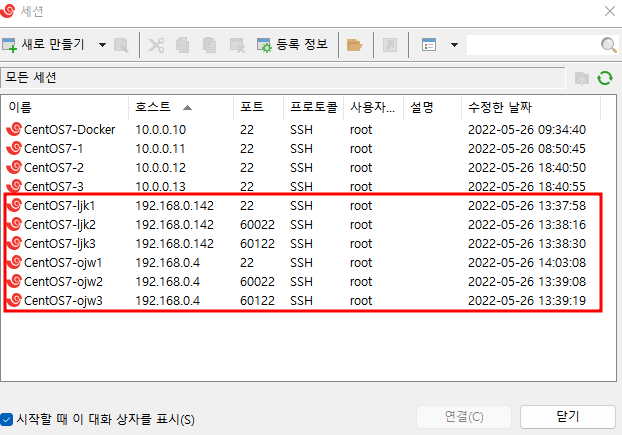 세션
새로 만들기 등록 정보
모든 세션
이름 호스트 포트 프로토콜 사용자... 설명 수정한 날짜
CentOS7-Docker 10.0.0.10 22 SSH root 2022-05-26 09:34:40
CentOS7-1 10.0.0.11 22 SSH root 2022-05-26 08:50:45
CentOS7-2 10.0.0.12 22 SSH root 2022-05-26 18:40:50
CentOS7-3 10.0.0.13 22 SSH root 2022-05-26 18:40:55
CentOS7-ljk1 192.168.0.142 22 SSH root 2022-05-26 13:37:58
CentOS7-ljk2 192.168.0.142 60022 SSH root 2022-05-26 13:38:16
CentOS7-ljk3 192.168.0.142 60122 SSH root 2022-05-26 13:38:30
CentOS7-ojw1 192.168.0.4 22 SSH root 2022-05-26 14:03:08
CentOS7-ojw2 192.168.0.4 60022 SSH root 2022-05-26 13:39:08
CentOS7-ojw3 192.168.0.4 60122 SSH root 2022-05-26 13:39:19
시작할 때 이 대화 상자를 표시(S) 연결(C) 닫기